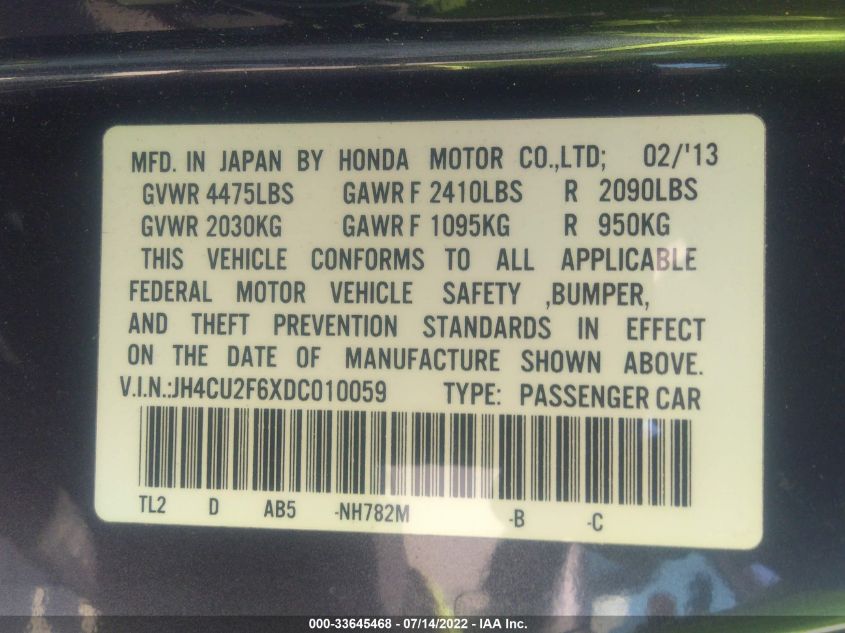 MFD. IN JAPAN BY HONDA MOTOR CO.,LTD; 02/'13
GVWR 4475LBS GAWR F 2410LBS R 2090LBS
GVWR 2030KG GAWR F 1095KG R 950KG
THIS VEHICLE CONFORMS TO ALL APPLICABLE
FEDERAL MOTOR VEHICLE SAFETY ,BUMPER,
AND THEFT PREVENTION STANDARDS IN EFFECT
ON THE DATE OF MANUFACTURE SHOWN ABOVE.
V.I.N.:JH4CU2F6XDC010059 TYPE: PASSENGER CAR
TL2 D AB5 -NH782M -B -C
000-33645468 - 07/14/2022 - IAA Inc.